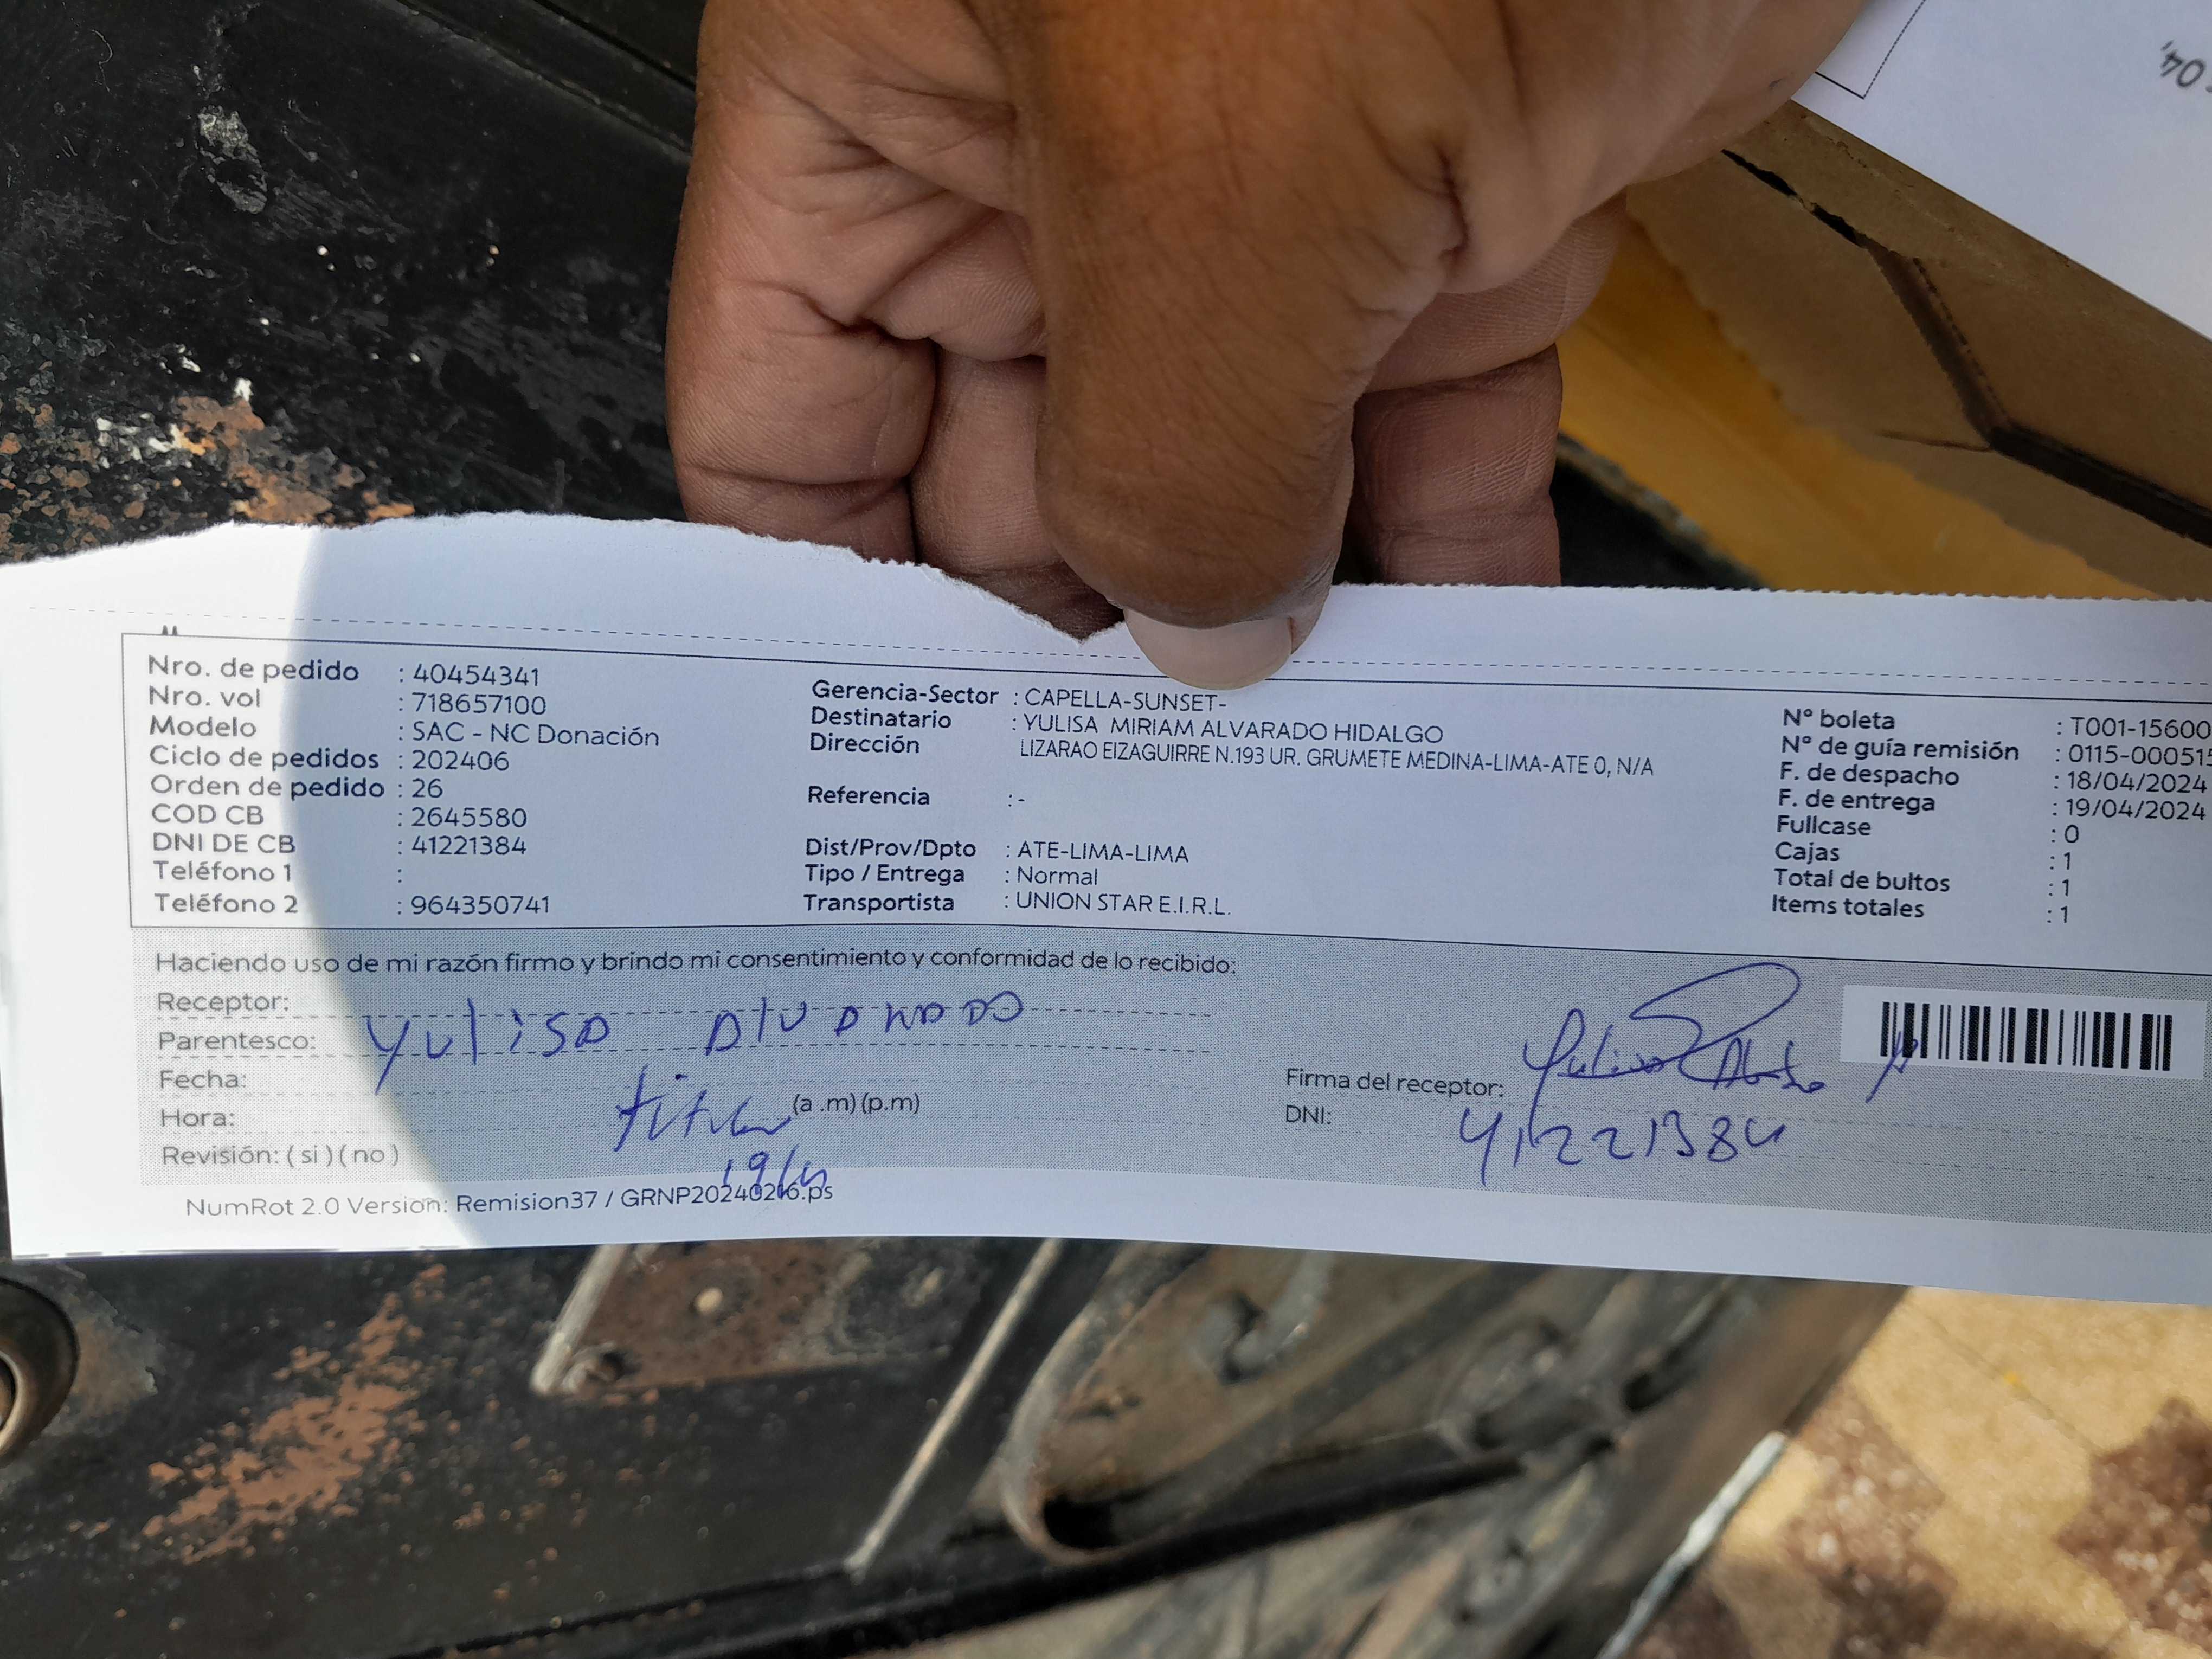 04,
Nro. de pedido : 40454341
Nro. vol : 718657100
Modelo : SAC - NC Donación
Ciclo de pedidos : 202406
Orden de pedido : 26
COD CB : 2645580
DNI DE CB : 41221384
Teléfono 1 :
Teléfono 2 : 964350741
Gerencia-Sector : CAPELLA-SUNSET-
Destinatario : YULISA MIRIAM ALVARADO HIDALGO
Dirección LIZARAO EIZAGUIRRE N.193 UR. GRUMETE MEDINA-LIMA-ATE 0, N/A
Referencia : -
Dist/Prov/Dpto : ATE-LIMA-LIMA
Tipo / Entrega : Normal
Transportista : UNION STAR E.I.R.L.
N° boleta : T001-15600
N° de guía remisión : 0115-000515
F. de despacho : 18/04/2024
F. de entrega : 19/04/2024
Fullcase : 0
Cajas : 1
Total de bultos : 1
Items totales : 1
Haciendo uso de mi razón firmo y brindo mi consentimiento y conformidad de lo recibido:
Receptor:
Yulisa Alvarado
Parentesco:
Fecha:
Hora: (a .m) (p.m)
Revisión: ( si ) ( no )
Firma del receptor:
DNI: 41221384
NumRot 2.0 Version: Remision37 / GRNP20240216.ps